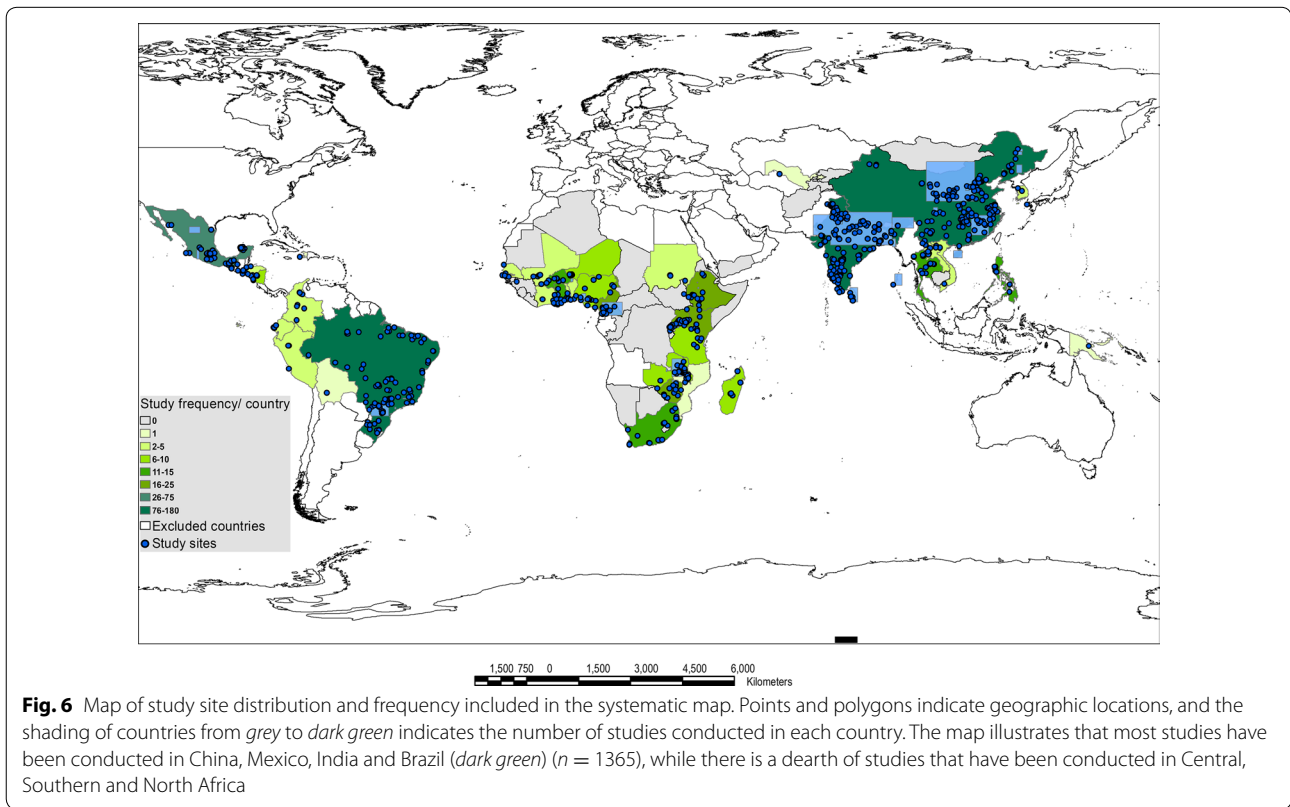 Study frequency/ country
0
1
2-5
6-10
11-15
16-25
26-75
76-180
Excluded countries
Study sites
1,500 750 0 1,500 3,000 4,500 6,000
Kilometers
Fig. 6 Map of study site distribution and frequency included in the systematic map. Points and polygons indicate geographic locations, and the
shading of countries from grey to dark green indicates the number of studies conducted in each country. The map illustrates that most studies have
been conducted in China, Mexico, India and Brazil (dark green) (n = 1365), while there is a dearth of studies that have been conducted in Central,
Southern and North Africa